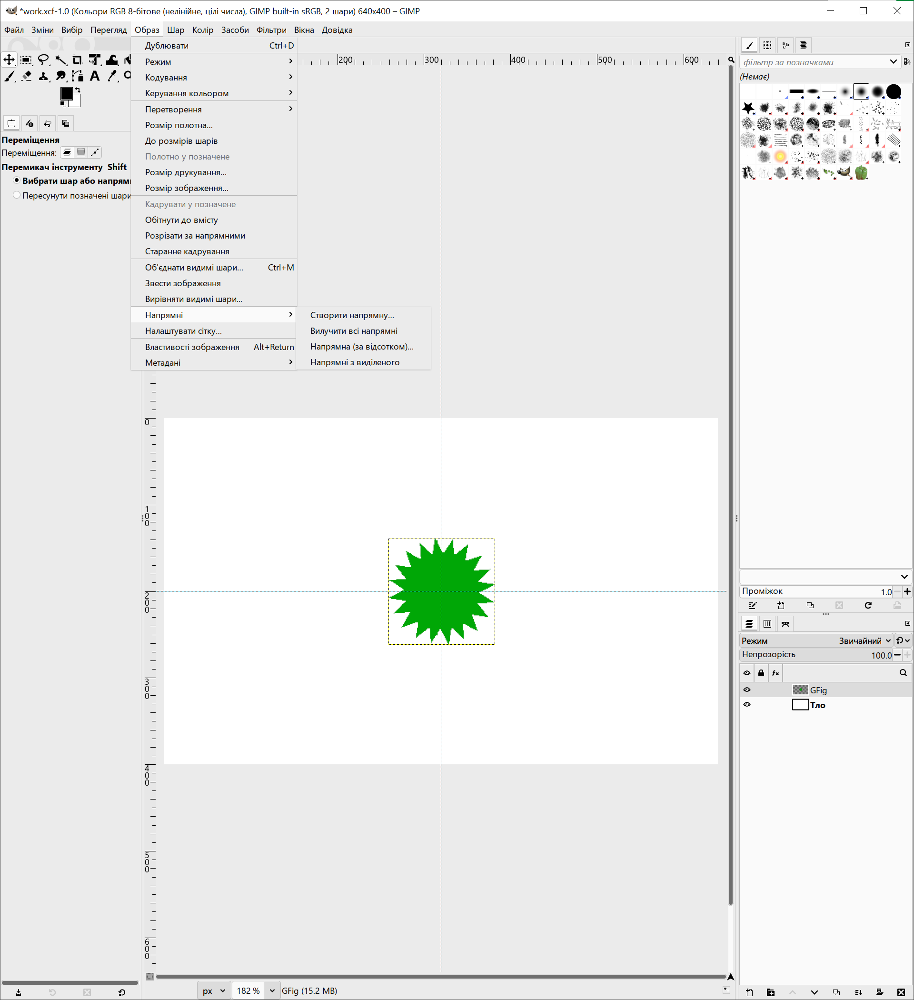 *work.xcf-1.0 (Кольори RGB 8-бітове (нелінійне, цілі числа), GIMP built-in sRGB, 2 шари) 640x400 – GIMP
Файл Зміни Вибір Перегляд Образ Шар Колір Засоби Фільтри Вікна Довідка
Дублювати Ctrl+D
Режим
Кодування
Керування кольором
Перетворення
Розмір полотна...
До розмірів шарів
Полотно у позначене
Розмір друкування...
Розмір зображення...
Кадрувати у позначене
Обітнути до вмісту
Розрізати за напрямними
Старанне кадрування
Об'єднати видимі шари... Ctrl+M
Звести зображення
Вирівняти видимі шари...
Напрямні
Налаштувати сітку...
Властивості зображення Alt+Return
Метадані
Створити напрямну...
Вилучити всі напрямні
Напрямна (за відсотком)...
Напрямні з виділеного
Переміщення
Переміщення:
Перемикач інструменту Shift
Вибрати шар або напрям
Пересунути позначені шари
200 300 400 500 600
0
100
200
300
400
500
600
px 182 % GFig (15.2 MB)
фільтр за позначками
(Немає)
Проміжок 1.0
Режим Звичайний
Непрозорість 100.0
fx
GFig
Тло